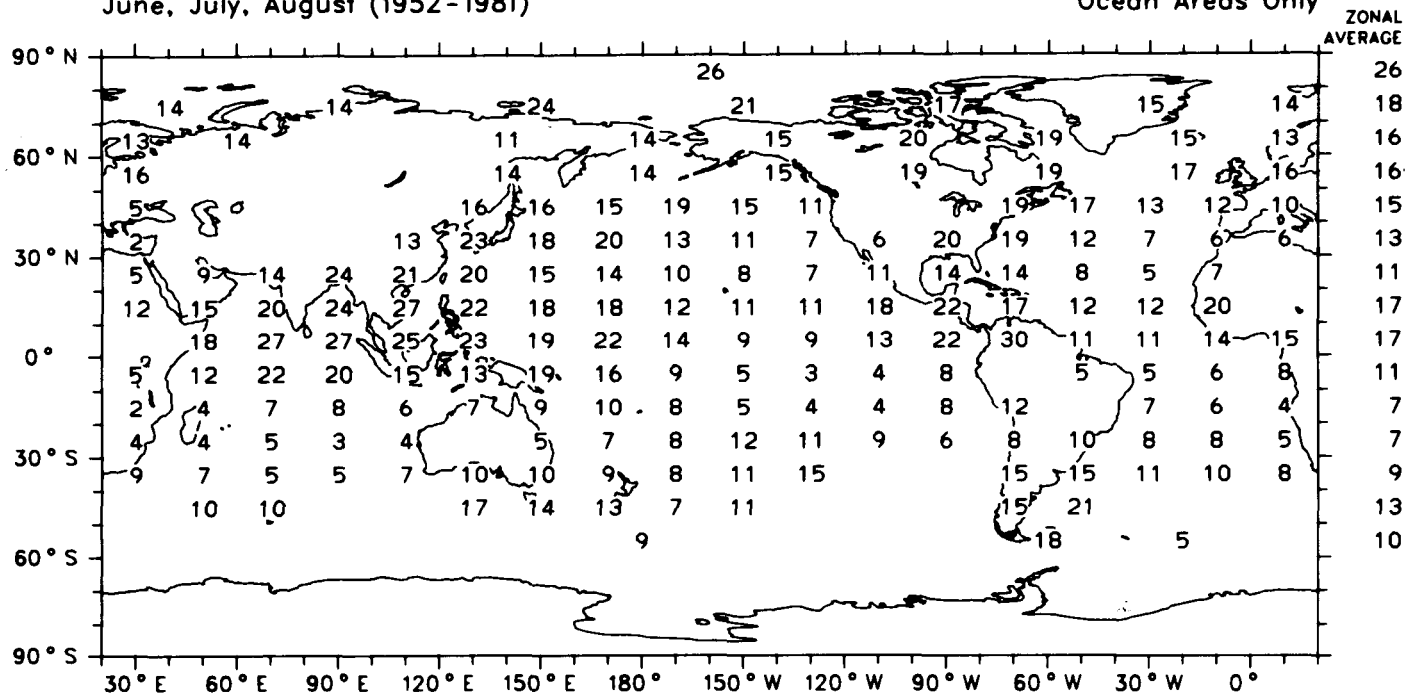 June, July, August (1952-1981) Ocean Areas Only
ZONAL
AVERAGE
90° N 26 26
14 14 24 21 17 15 14 18
13 14 11 14 15 20 19 15 13 16
60° N
16 14 14 15 19 19 17 16 16
5 16 16 15 19 15 11 19 17 13 12 10 15
2 13 23 18 20 13 11 7 6 20 19 12 7 6 6 13
30° N
5 9 14 24 21 20 15 14 10 8 7 11 14 14 8 5 7 11
12 15 20 24 27 22 18 18 12 11 11 18 22 17 12 12 20 17
18 27 27 25 23 19 22 14 9 9 13 22 30 11 11 14 15 17
0°
5 12 22 20 15 13 19 16 9 5 3 4 8 5 5 6 8 11
2 4 7 8 6 7 9 10 8 5 4 4 8 12 7 6 4 7
4 4 5 3 4 5 7 8 12 11 9 6 8 10 8 8 5 7
30° S
9 7 5 5 7 10 10 9 8 11 15 15 15 11 10 8 9
10 10 17 14 13 7 11 15 21 13
9 18 5 10
60° S
90° S
30° E 60° E 90° E 120° E 150° E 180° 150° W 120° W 90° W 60° W 30° W 0°